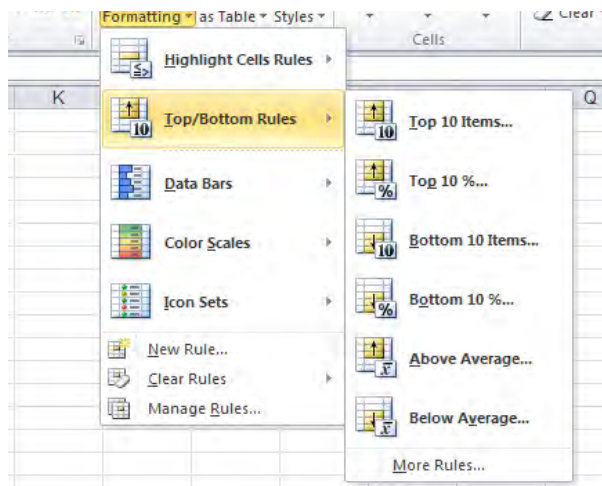 Formatting as Table Styles
Clear
Cells
K
Q
Highlight Cells Rules
Top/Bottom Rules
Data Bars
Color Scales
Icon Sets
New Rule...
Clear Rules
Manage Rules...
10
Top 10 Items...
%
Top 10 %...
10
Bottom 10 Items...
%
Bottom 10 %...
x̅
Above Average...
x̅
Below Average...
More Rules...